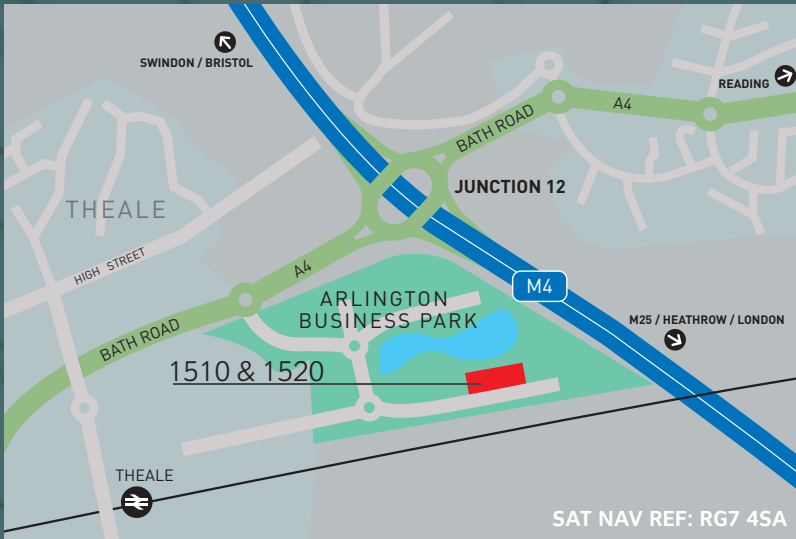 SWINDON / BRISTOL
READING
A4
BATH ROAD
JUNCTION 12
THEALE
HIGH STREET
A4
M4
ARLINGTON
BUSINESS PARK
M25 / HEATHROW / LONDON
BATH ROAD
1510 & 1520
THEALE
SAT NAV REF: RG7 4SA